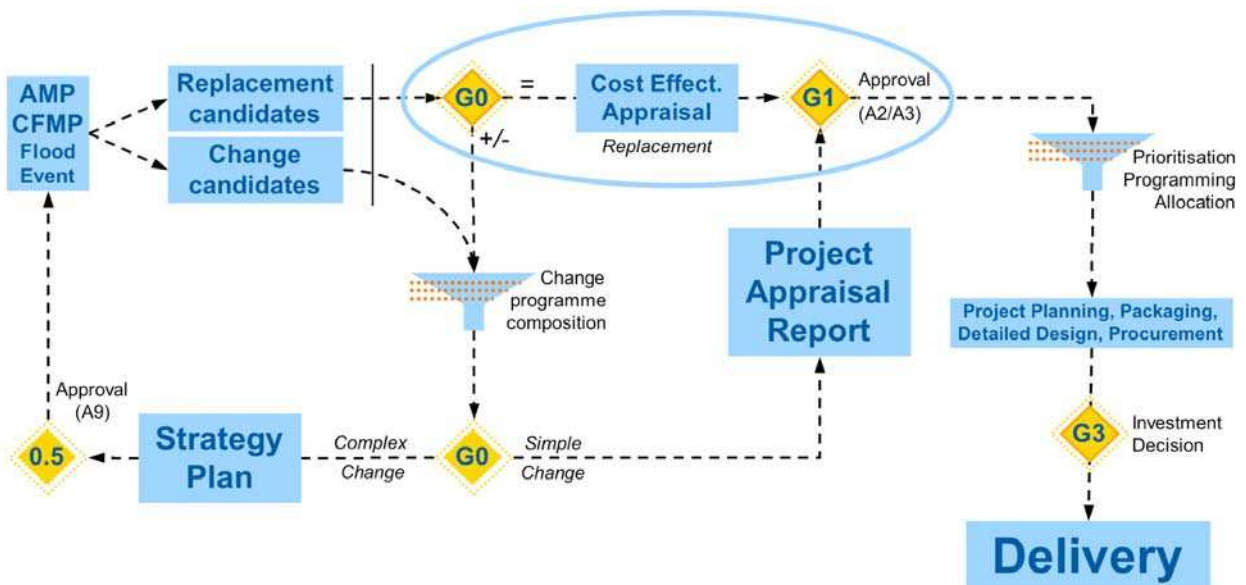 AMP
CFMP
Flood
Event
Replacement
candidates
Change
candidates
G0
=
+/-
Cost Effect.
Appraisal
Replacement
G1
Approval
(A2/A3)
Prioritisation
Programming
Allocation
Change
programme
composition
Project
Appraisal
Report
Project Planning, Packaging,
Detailed Design, Procurement
Approval
(A9)
0.5
Strategy
Plan
Complex
Change
G0
Simple
Change
G3
Investment
Decision
Delivery